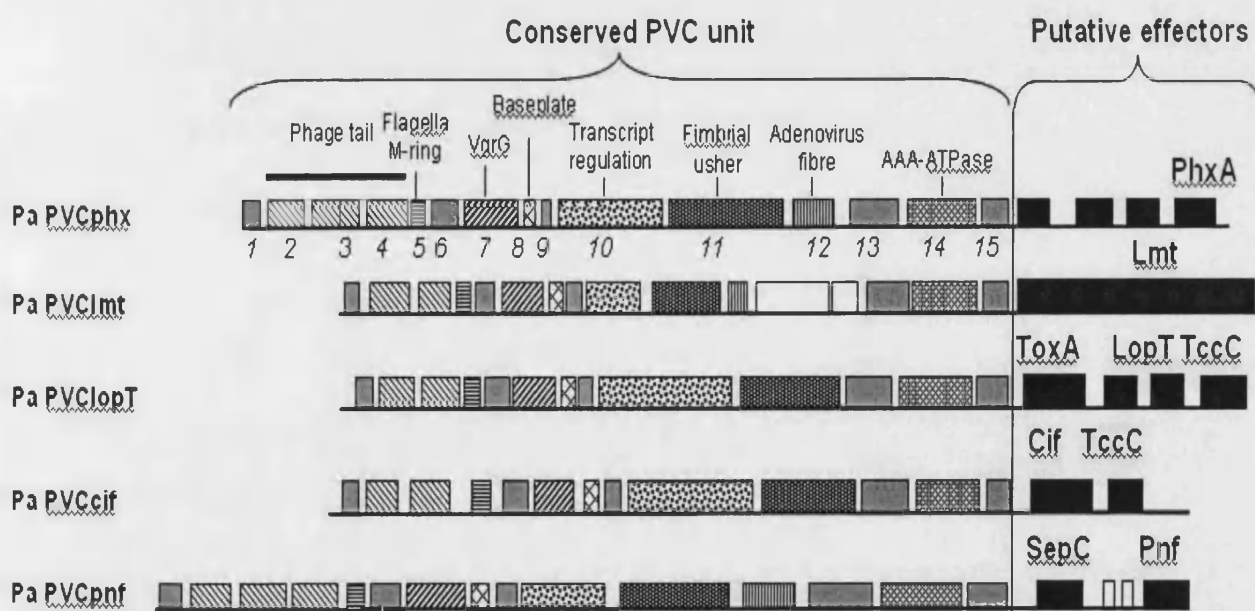 Conserved PVC unit
Putative effectors
Phage tail
Flagella
M-ring
VgrG
Baseplate
Transcript
regulation
Fimbrial
usher
Adenovirus
fibre
AAA-ATPase
PhxA
Pa PVCphx
1 2 3 4 5 6 7 8 9 10 11 12 13 14 15
Lmt
Pa PVClmt
ToxA LopT TccC
Pa PVClopT
Cif TccC
Pa PVCcif
SepC Pnf
Pa PVCpnf